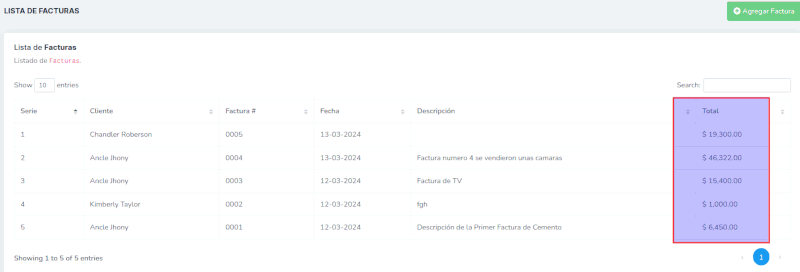 LISTA DE FACTURAS
Agregar Factura
Lista de Facturas
Listado de Facturas.
Show 10 entries
Search:
Serie Cliente Factura # Fecha Descripción Total
1 Chandler Roberson 0005 13-03-2024 $ 19,300.00
2 Ancle Jhony 0004 13-03-2024 Factura numero 4 se vendieron unas camaras $ 46,322.00
3 Ancle Jhony 0003 12-03-2024 Factura de TV $ 15,400.00
4 Kimberly Taylor 0002 12-03-2024 fgh $ 1,000.00
5 Ancle Jhony 0001 12-03-2024 Descripción de la Primer Factura de Cemento $ 6,450.00
Showing 1 to 5 of 5 entries
‹ 1 ›